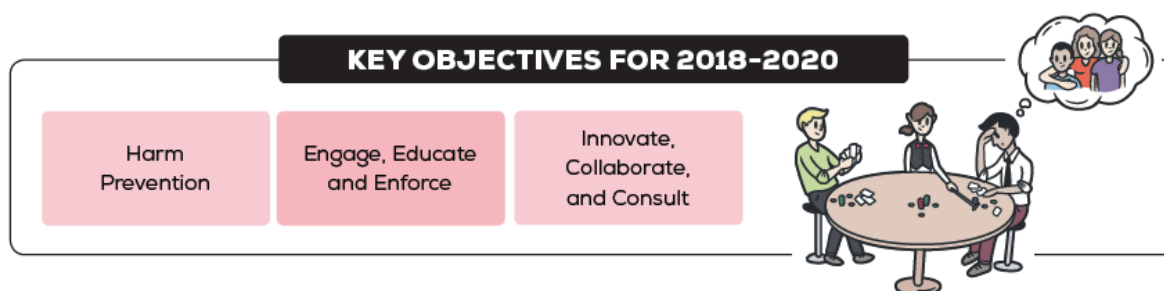 KEY OBJECTIVES FOR 2018-2020
Harm
Prevention
Engage, Educate
and Enforce
Innovate,
Collaborate,
and Consult